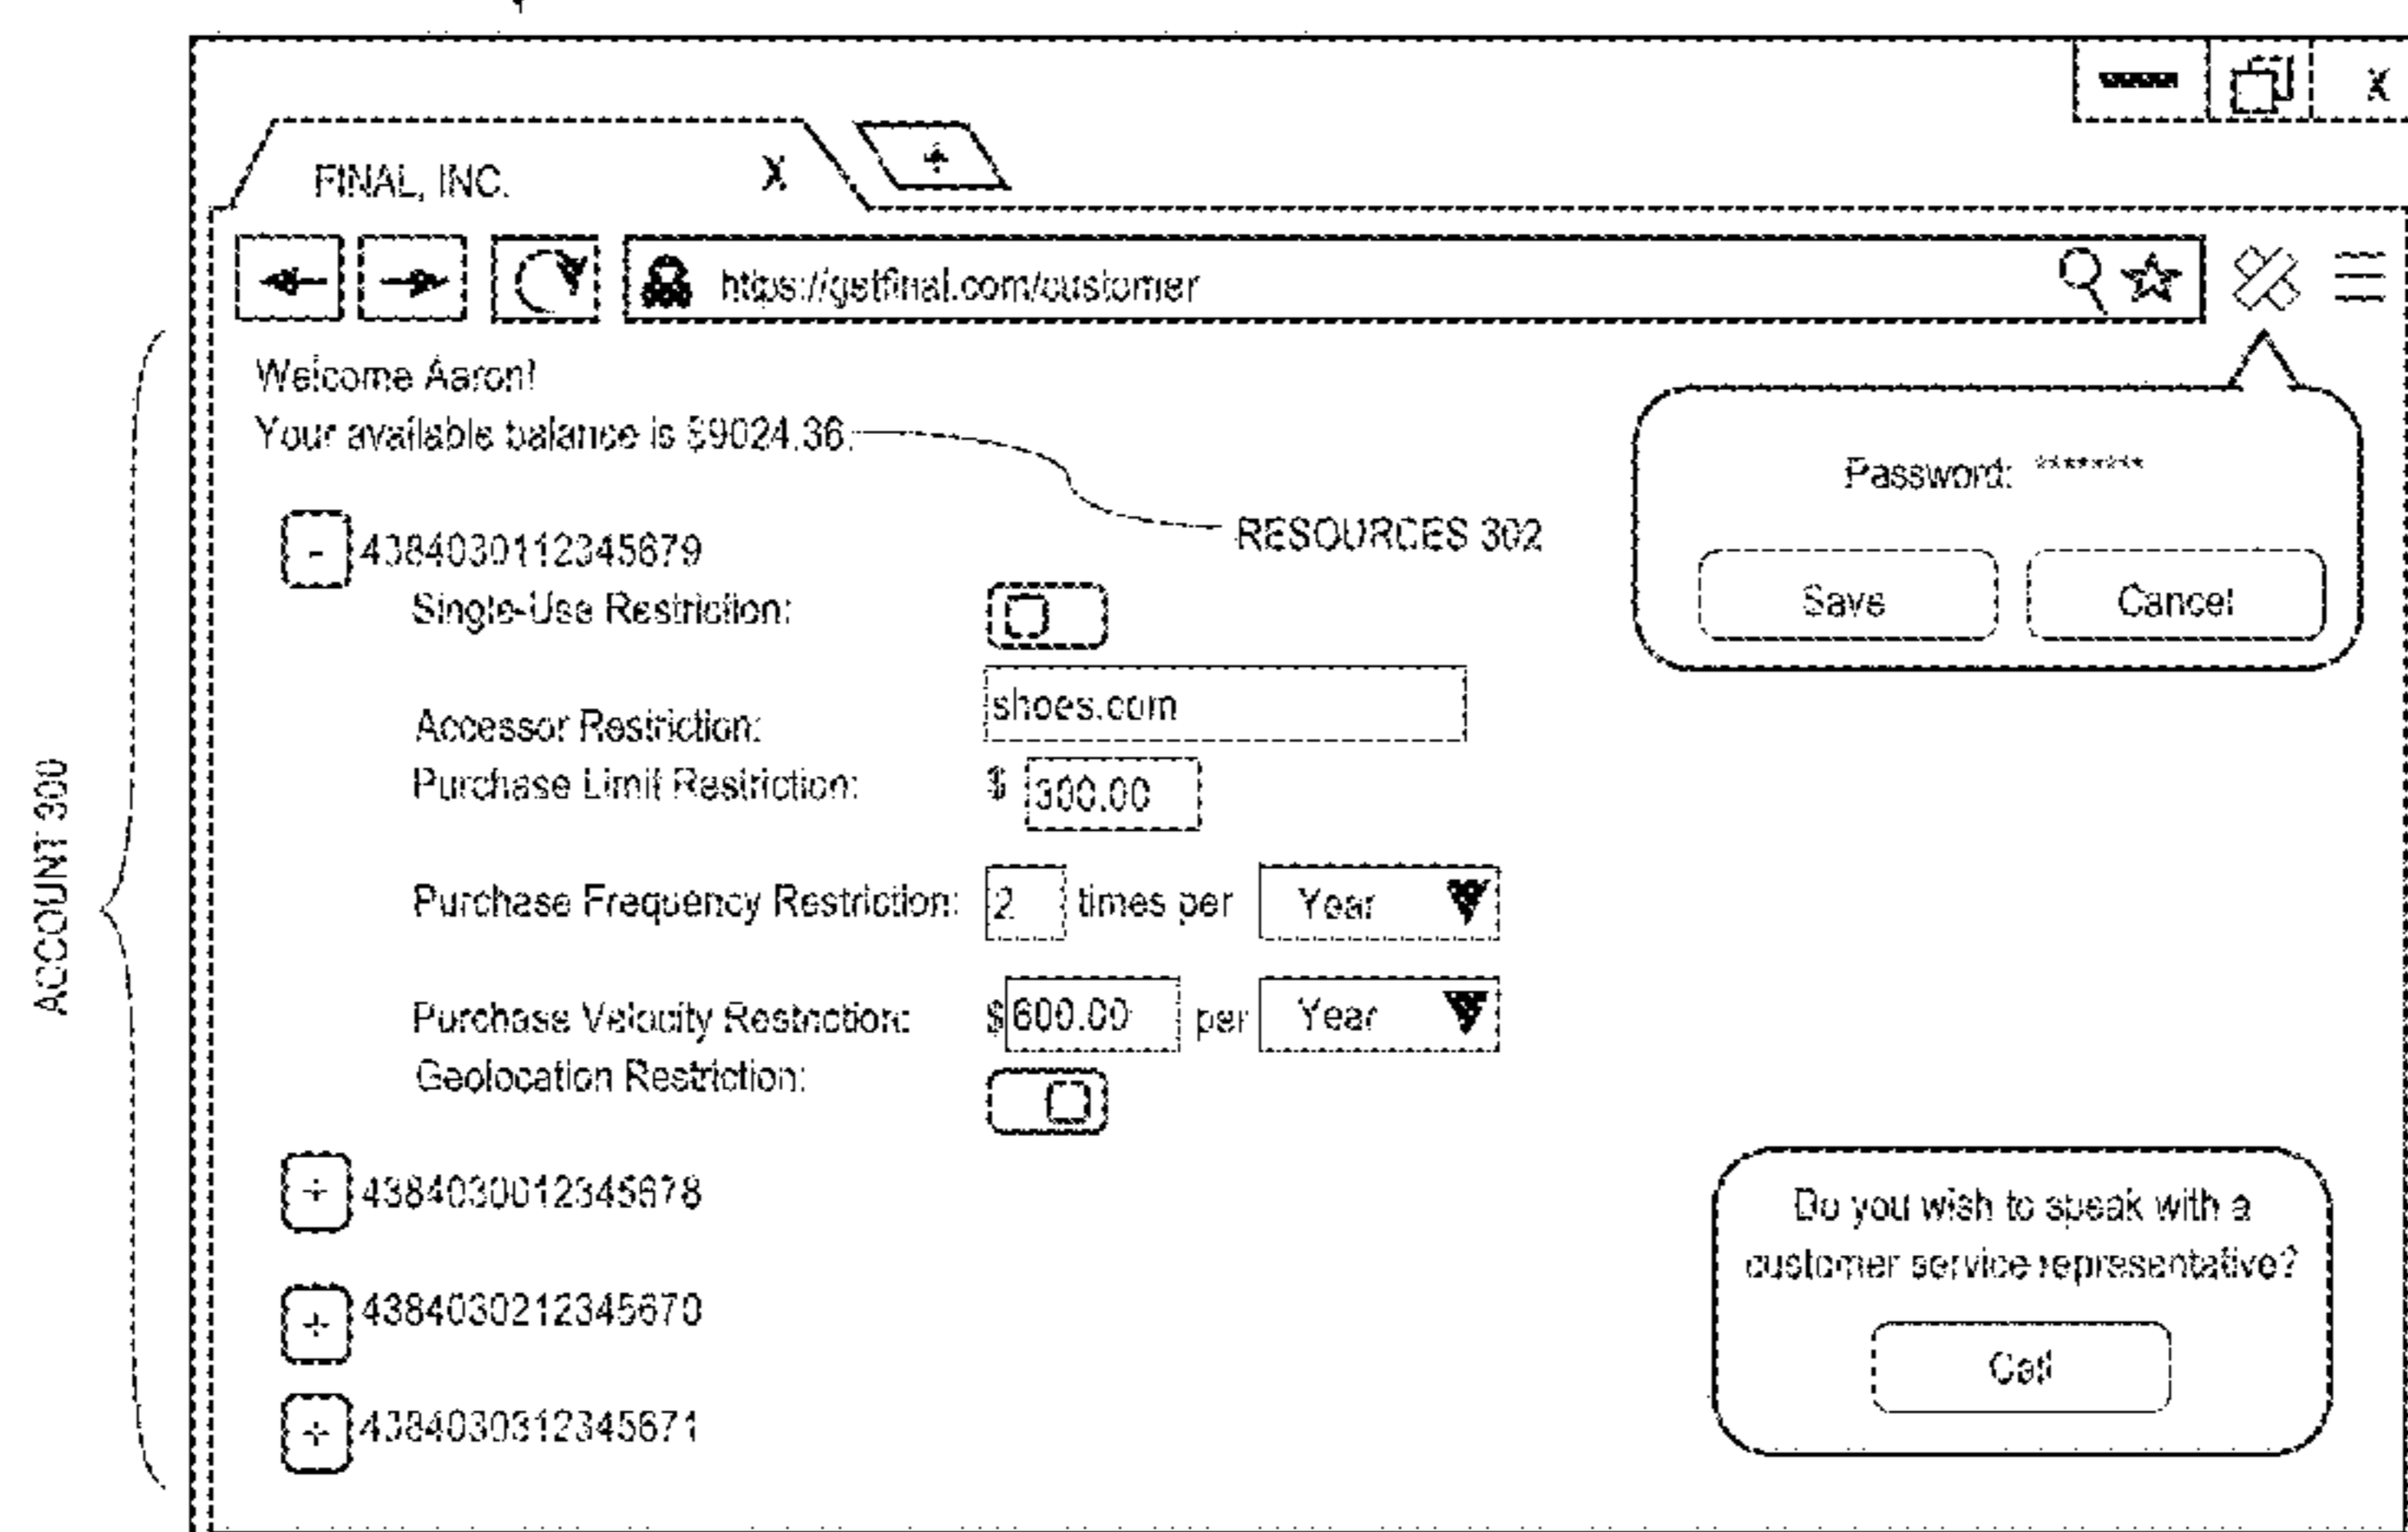 FINAL, INC. X +
X
https://getfinal.com/customer
Welcome Aaron!
Your available balance is $9024.36.
RESOURCES 302
Password: ********
Save Cancel
- 4384030112345679
Single-Use Restriction:
Accessor Restriction: shoes.com
Purchase Limit Restriction: $ 300.00
Purchase Frequency Restriction: 2 times per Year
Purchase Velocity Restriction: $ 600.00 per Year
Geolocation Restriction:
+ 4384030012345678
+ 4384030212345670
+ 4384030312345671
Do you wish to speak with a
customer service representative?
Call
ACCOUNT 300